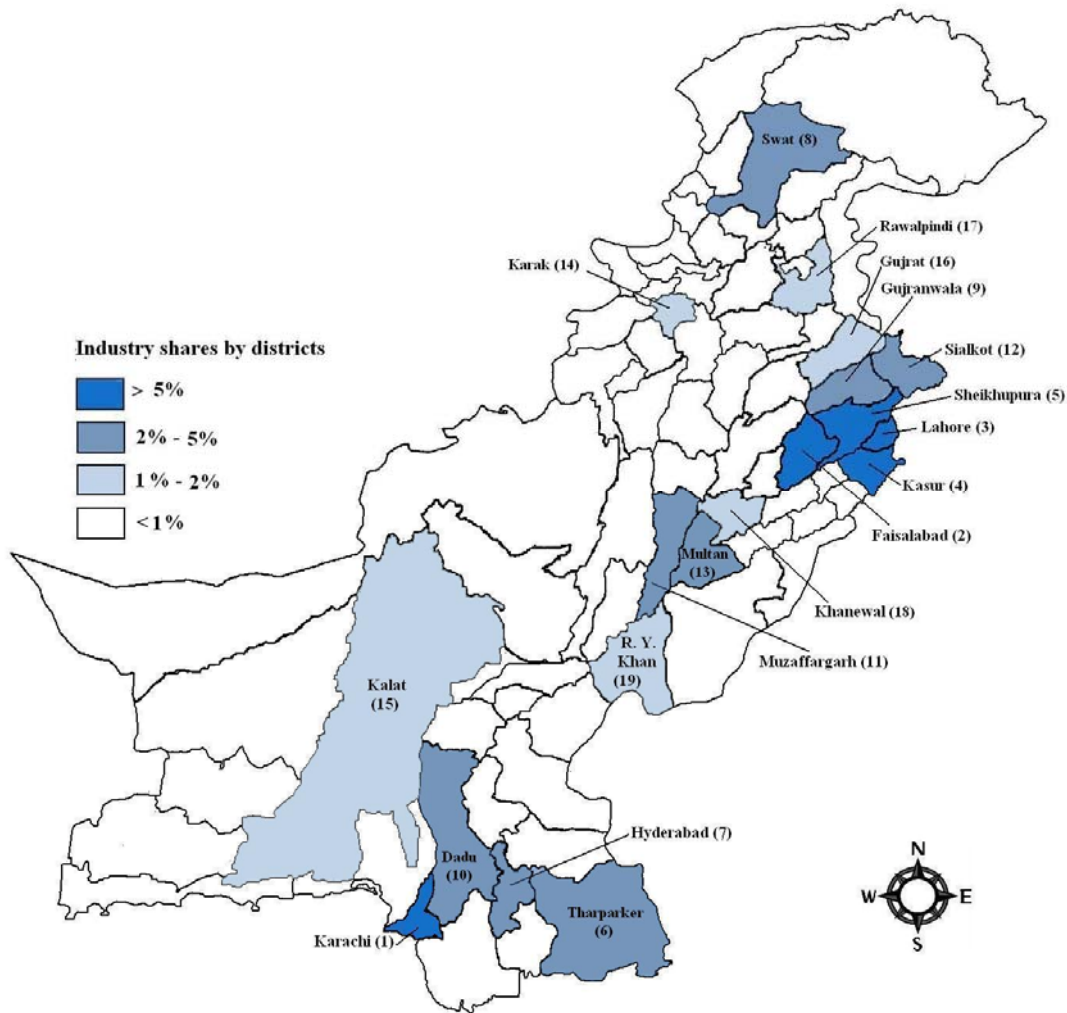 Swat (8)
Rawalpindi (17)
Karak (14)
Gujrat (16)
Gujranwala (9)
Industry shares by districts
Sialkot (12)
> 5%
Sheikhupura (5)
2% - 5%
Lahore (3)
1% - 2%
Kasur (4)
<1%
Faisalabad (2)
Multan
(13)
Khanewal (18)
R. Y.
Khan
(19)
Muzaffargarh (11)
Kalat
(15)
Hyderabad (7)
Dadu
(10)
Tharparker
(6)
Karachi (1)
N
W
E
S